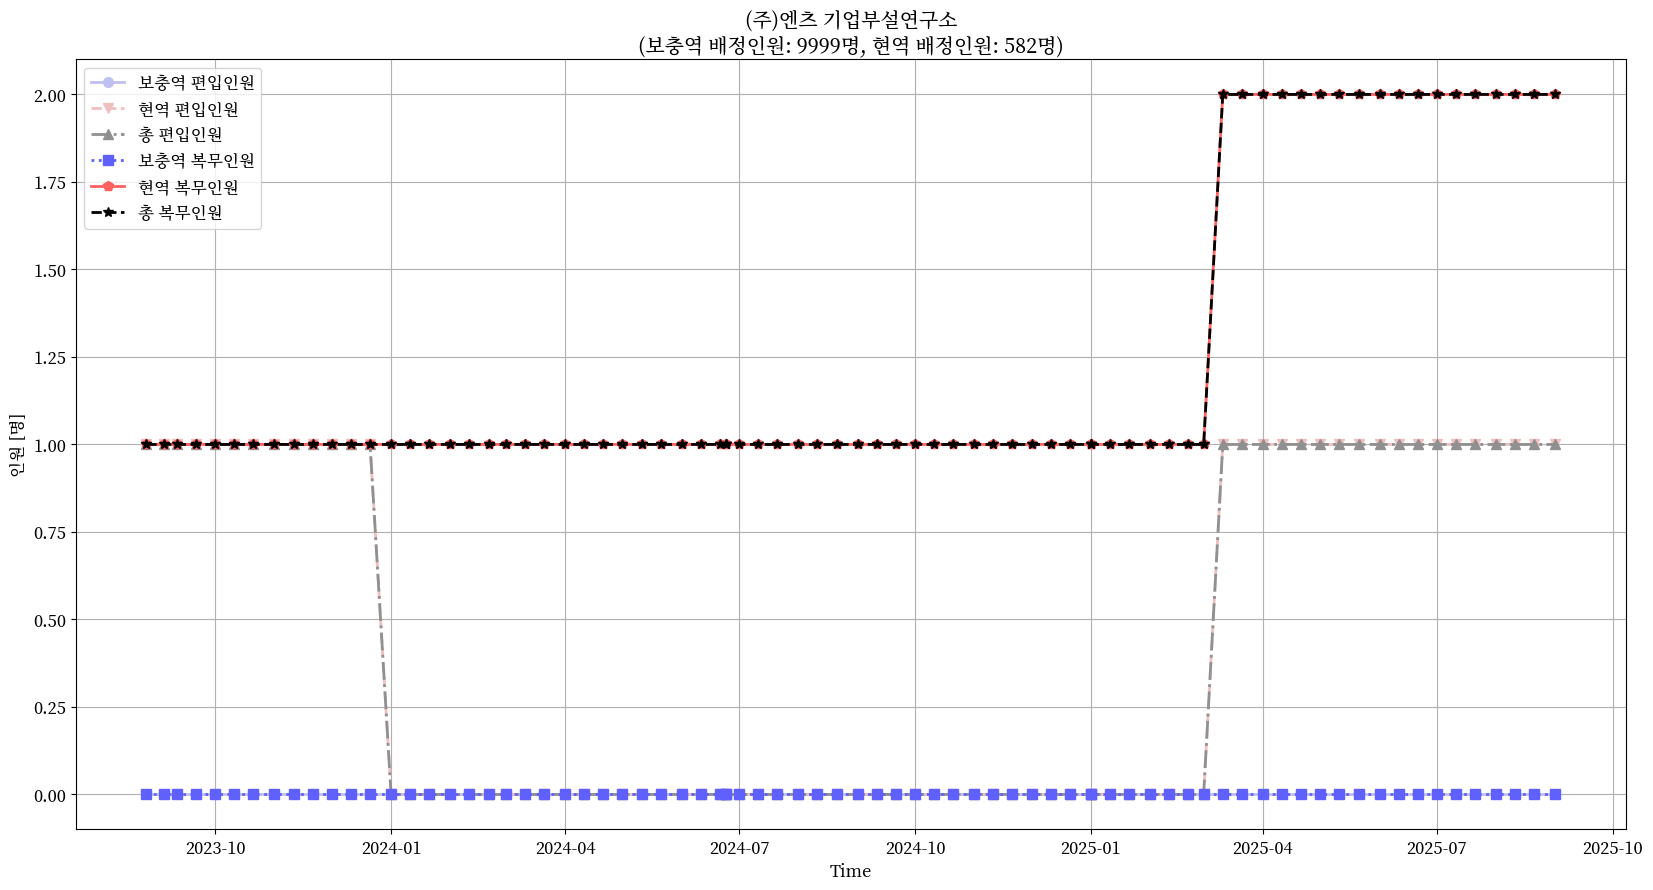 (주)엔츠 기업부설연구소
(보충역 배정인원: 9999명, 현역 배정인원: 582명)
보충역 편입인원
현역 편입인원
총 편입인원
보충역 복무인원
현역 복무인원
총 복무인원
인원 [명]
2.00
1.75
1.50
1.25
1.00
0.75
0.50
0.25
0.00
2023-10
2024-01
2024-04
2024-07
2024-10
2025-01
2025-04
2025-07
2025-10
Time